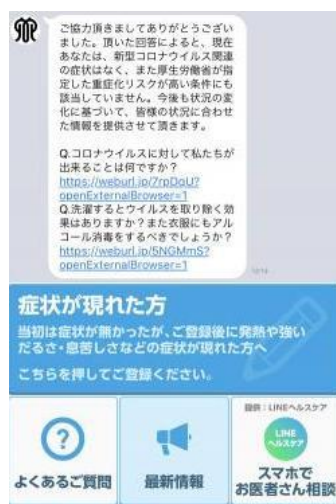 ご協力頂きましてありがとうござい
ました。頂いた回答によると、現在
あなたは、新型コロナウイルス関連
の症状はなく、また厚生労働省が指
定した重症化リスクが高い条件にも
該当していません。今後も状況の変
化に基づいて、皆様の状況に合わせ
た情報を提供させて頂きます。
Q.コロナウイルスに対して私たちが
出来ることは何ですか？
https://weburl.jp/7rpDqU?
openExternalBrowser=1
Q.洗濯するとウイルスを取り除く効
果はありますか？また衣服にもアル
コール消毒をするべきでしょうか？
https://weburl.jp/5NGMmS?
openExternalBrowser=1
症状が現れた方
当初は症状が無かったが、ご登録後に発熱や強い
だるさ・息苦しさなどの症状が現れた方へ
こちらを押してご登録ください。
提供：LINEヘルスケア
LINE
ヘルスケア
よくあるご質問
最新情報
スマホで
お医者さん相談